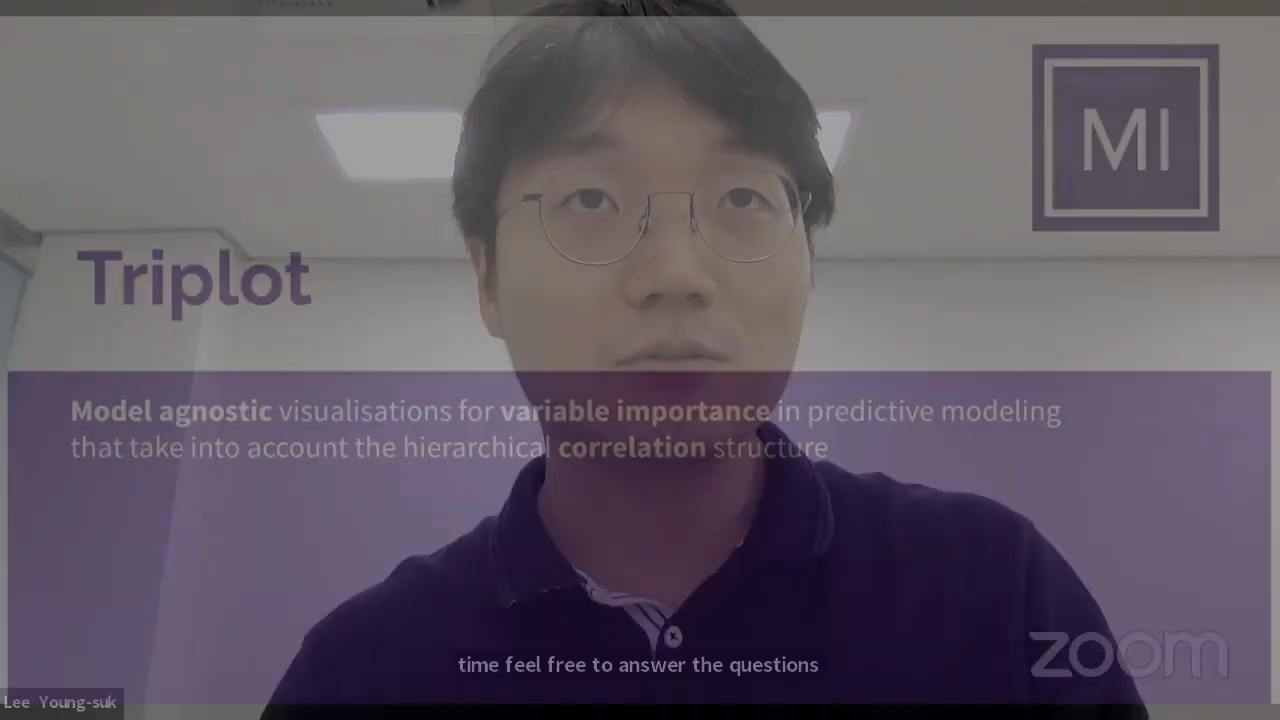 MI
Triplot
Model agnostic visualisations for variable importance in predictive modeling
that take into account the hierarchical correlation structure
time feel free to answer the questions
zoom
Lee Young-suk